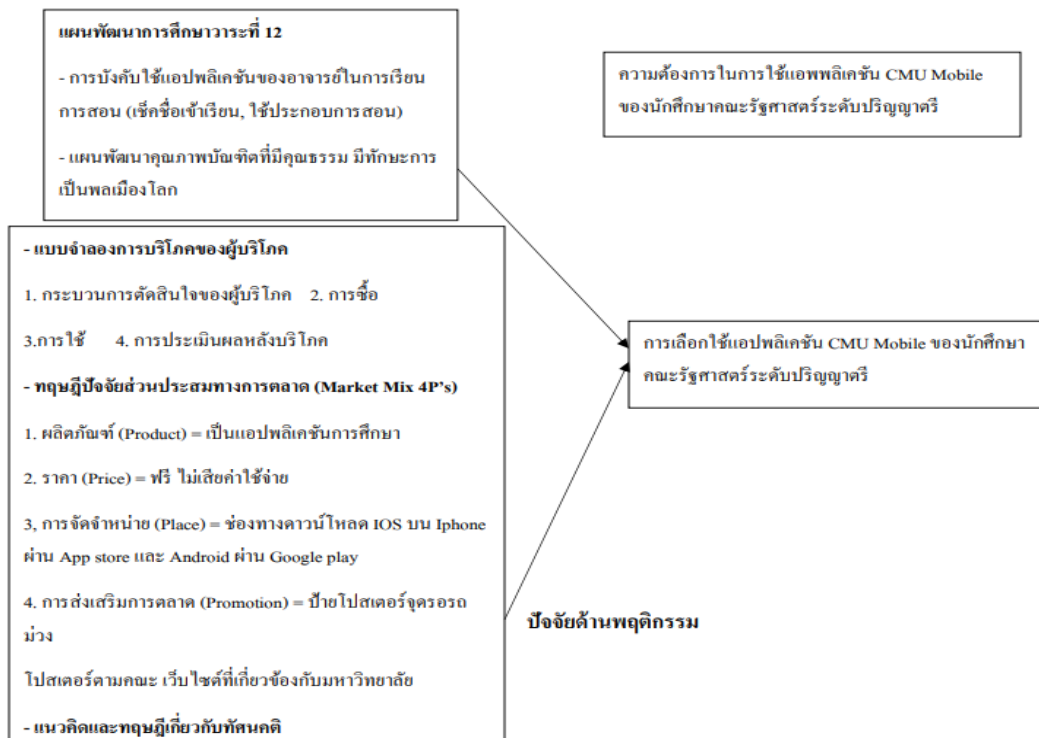 แผนพัฒนาการศึกษาวาระที่ 12
- การบังคับใช้แอปพลิเคชันของอาจารย์ในการเรียน
การสอน (เช็คชื่อเข้าเรียน, ใช้ประกอบการสอน)
- แผนพัฒนาคุณภาพบัณฑิตที่มีคุณธรรม มีทักษะการ
เป็นพลเมืองโลก
ความต้องการในการใช้แอพพลิเคชัน CMU Mobile
ของนักศึกษาคณะรัฐศาสตร์ระดับปริญญาตรี
- แบบจำลองการบริโภคของผู้บริโภค
1. กระบวนการตัดสินใจของผู้บริโภค 2. การซื้อ
3.การใช้ 4. การประเมินผลหลังบริโภค
- ทฤษฎีปัจจัยส่วนประสมทางการตลาด (Market Mix 4P's)
1. ผลิตภัณฑ์ (Product) = เป็นแอปพลิเคชันการศึกษา
2. ราคา (Price) = ฟรี ไม่เสียค่าใช้จ่าย
3, การจัดจำหน่าย (Place) = ช่องทางดาวน์โหลด IOS บน Iphone
ผ่าน App store และ Android ผ่าน Google play
4. การส่งเสริมการตลาด (Promotion) = ป้ายโปสเตอร์จุดรอรถ
ม่วง
โปสเตอร์ตามคณะ เว็บไซต์ที่เกี่ยวข้องกับมหาวิทยาลัย
- แนวคิดและทฤษฎีเกี่ยวกับทัศนคติ
การเลือกใช้แอปพลิเคชัน CMU Mobile ของนักศึกษา
คณะรัฐศาสตร์ระดับปริญญาตรี
ปัจจัยด้านพฤติกรรม